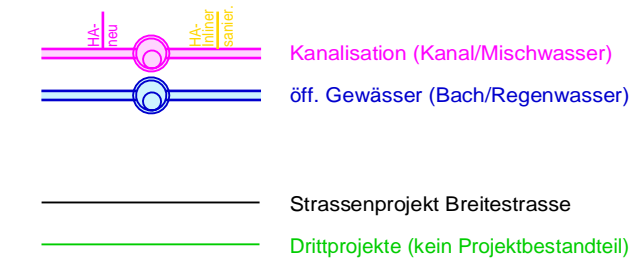 HA-
neu
HA-
Inliner
sanier.
Kanalisation (Kanal/Mischwasser)
öff. Gewässer (Bach/Regenwasser)
Strassenprojekt Breitestrasse
Drittprojekte (kein Projektbestandteil)